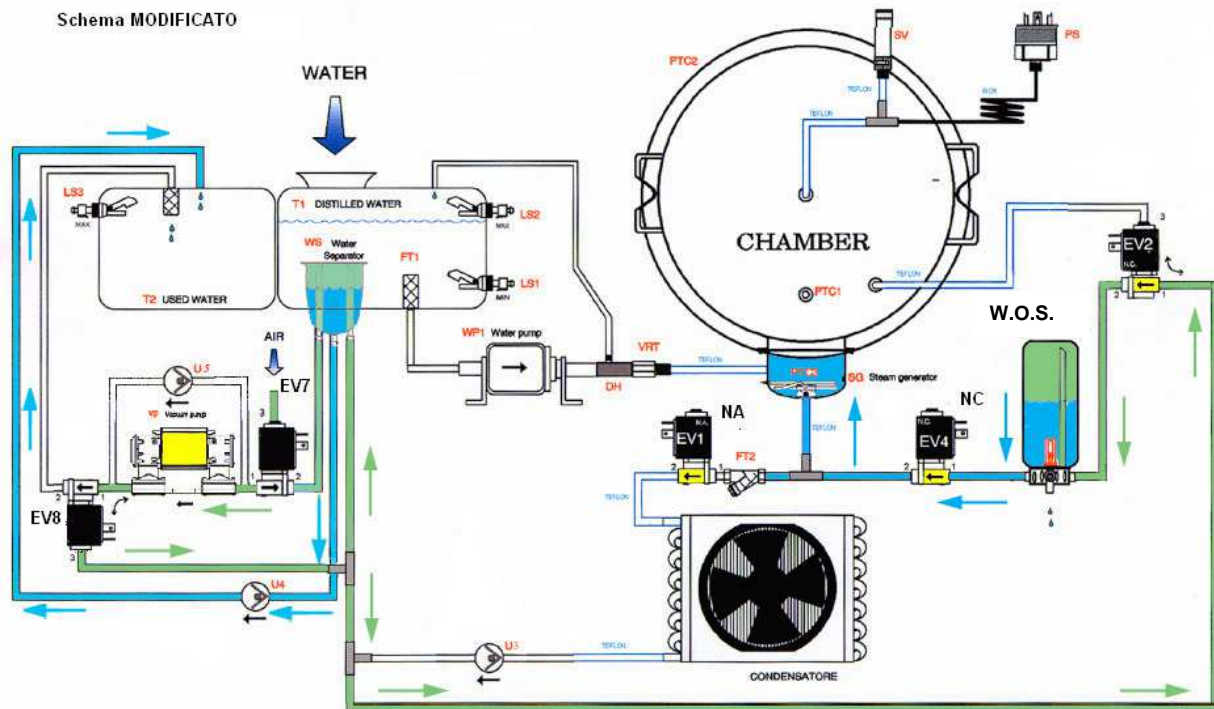 Schema MODIFICATO
WATER
SV
PS
PTC2
TEFLON
INOX
TEFLON
LS3
MAX
T1 DISTILLED WATER
LS2
MAX
WS Water
Separator
FT1
LS1
MIN
T2 USED WATER
CHAMBER
TEFLON
PTC1
3
EV2
N.C.
2
1
W.O.S.
WP1 Water pump
VRT
DH
TEFLON
SG Steam generator
AIR
EV7
3
U5
VP Vacuum pump
2
1
2
1
EV8
3
U4
NA
N.A.
EV1
2
1
FT2
TEFLON
NC
N.C.
EV4
2
1
TEFLON
U3
TEFLON
CONDENSATORE